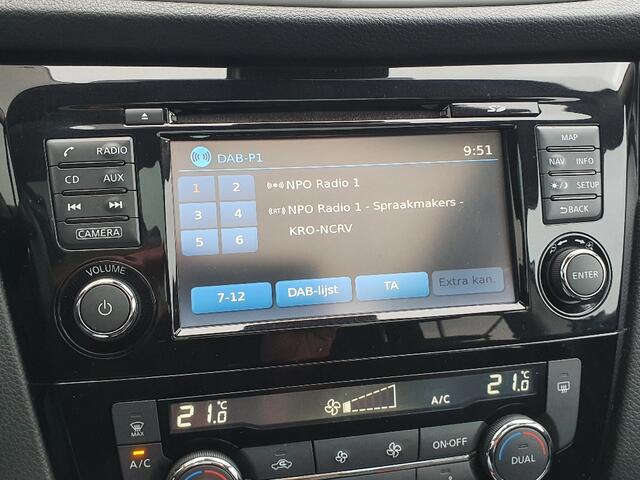 SD
RADIO
CD AUX
CAMERA
VOLUME
DAB-P1 9:51
1 2 NPO Radio 1
3 4 (RT) NPO Radio 1 - Spraakmakers -
KRO-NCRV
5 6
7-12 DAB-lijst TA Extra kan.
MAP
NAV INFO
SETUP
BACK
ENTER
21.0 °C A/C 21.0 °C
MAX
A/C
ON·OFF
DUAL